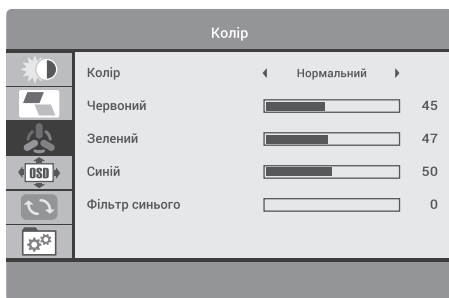 Колір
Колір Нормальний
Червоний 45
Зелений 47
Синій 50
Фільтр синього 0
OSD